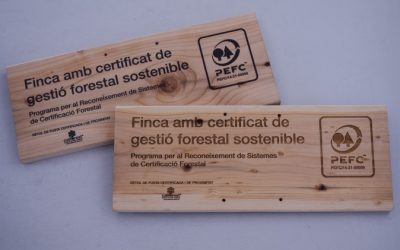 Finca amb certificat de
gestió forestal sostenible
Programa per al Reconeixement de Sistemes
de Certificació Forestal
PEFC
Finca amb certificat de
gestió forestal sostenible
Programa per al Reconeixement de Sistemes
de Certificació Forestal
PEFC